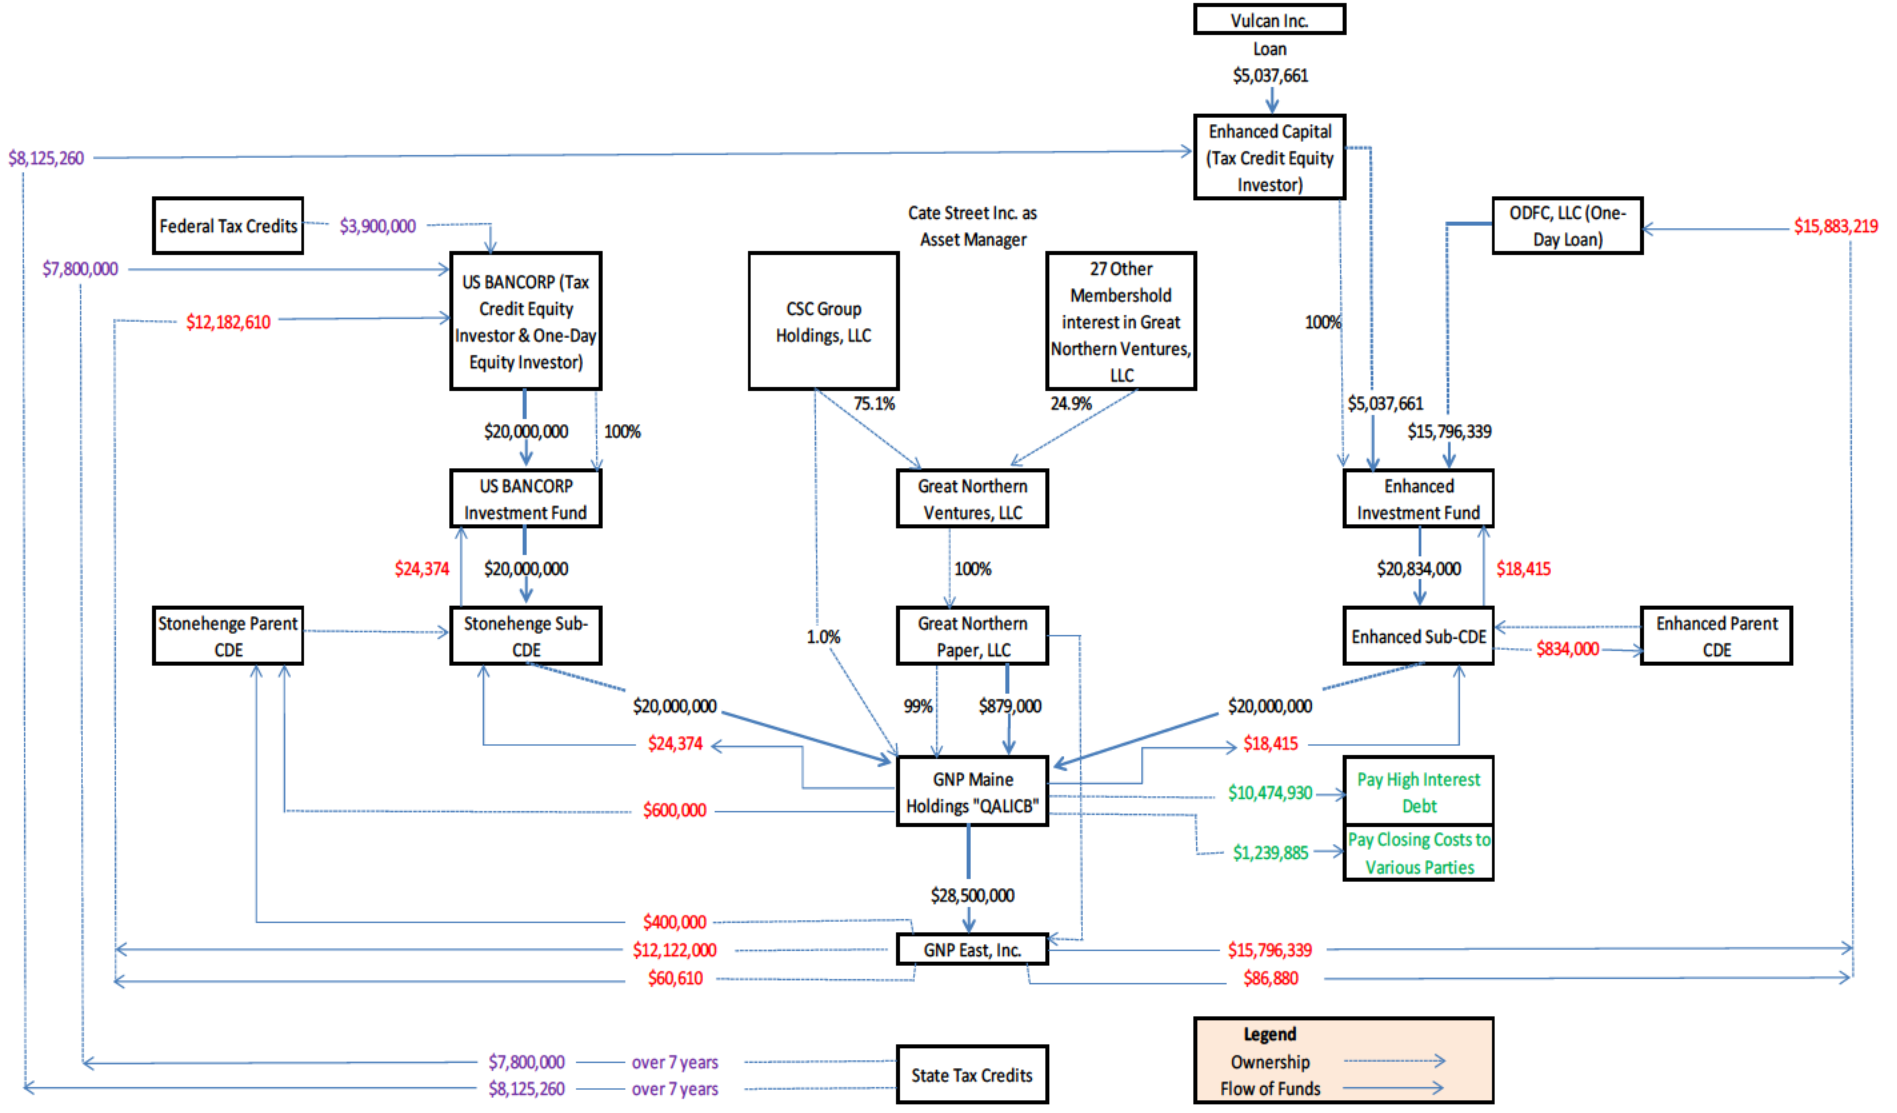 Vulcan Inc.
Loan
$5,037,661
Enhanced Capital
(Tax Credit Equity
Investor)
$8,125,260
Federal Tax Credits
$3,900,000
Cate Street Inc. as
Asset Manager
ODFC, LLC (One-
Day Loan)
$15,883,219
$7,800,000
US BANCORP (Tax
Credit Equity
Investor & One-Day
Equity Investor)
$12,182,610
CSC Group
Holdings, LLC
27 Other
Membershold
interest in Great
Northern Ventures,
LLC
100%
75.1%
24.9%
$5,037,661
$20,000,000
100%
$15,796,339
US BANCORP
Investment Fund
Great Northern
Ventures, LLC
Enhanced
Investment Fund
$24,374
$20,000,000
100%
$20,834,000
$18,415
Stonehenge Parent
CDE
Stonehenge Sub-
CDE
1.0%
Great Northern
Paper, LLC
Enhanced Sub-CDE
$834,000
Enhanced Parent
CDE
$20,000,000
99%
$879,000
$20,000,000
$24,374
$18,415
GNP Maine
Holdings "QALICB"
$600,000
$10,474,930
Pay High Interest
Debt
$1,239,885
Pay Closing Costs to
Various Parties
$28,500,000
$400,000
$12,122,000
GNP East, Inc.
$15,796,339
$60,610
$86,880
$7,800,000
over 7 years
$8,125,260
over 7 years
State Tax Credits
Legend
Ownership
Flow of Funds